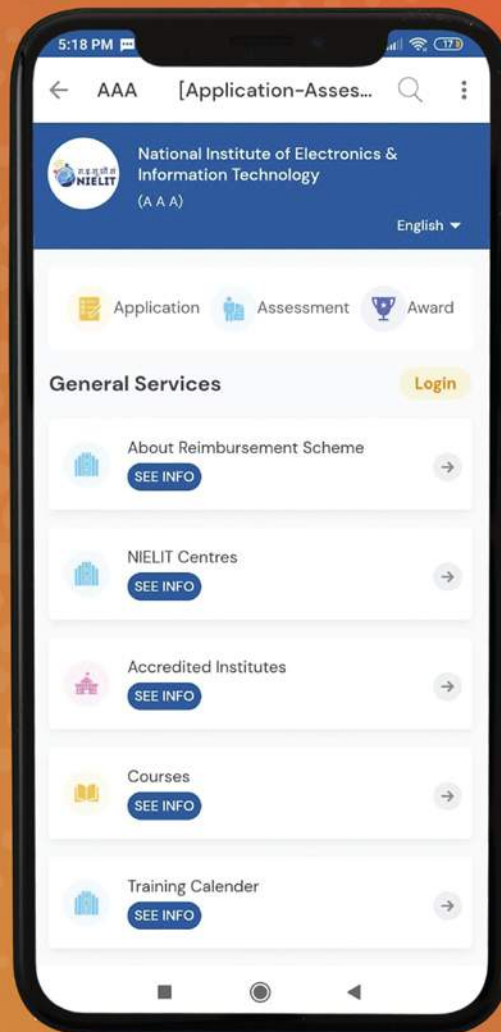 5:18 PM
17
AAA [Application-Asses...
NIELIT
National Institute of Electronics &
Information Technology
(A A A)
English
Application Assessment Award
General Services Login
About Reimbursement Scheme
SEE INFO
NIELIT Centres
SEE INFO
Accredited Institutes
SEE INFO
Courses
SEE INFO
Training Calender
SEE INFO